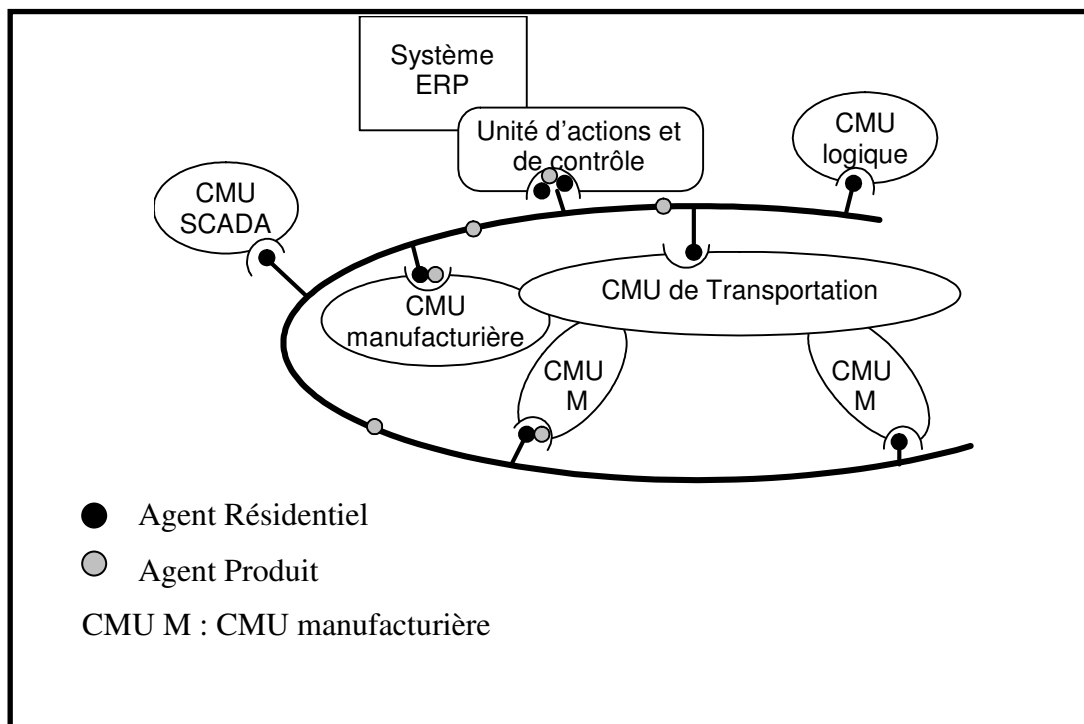 Système
ERP
Unité d'actions et
de contrôle
CMU
logique
CMU
SCADA
CMU de Transportation
CMU
manufacturière
CMU
M
CMU
M
Agent Résidentiel
Agent Produit
CMU M : CMU manufacturière